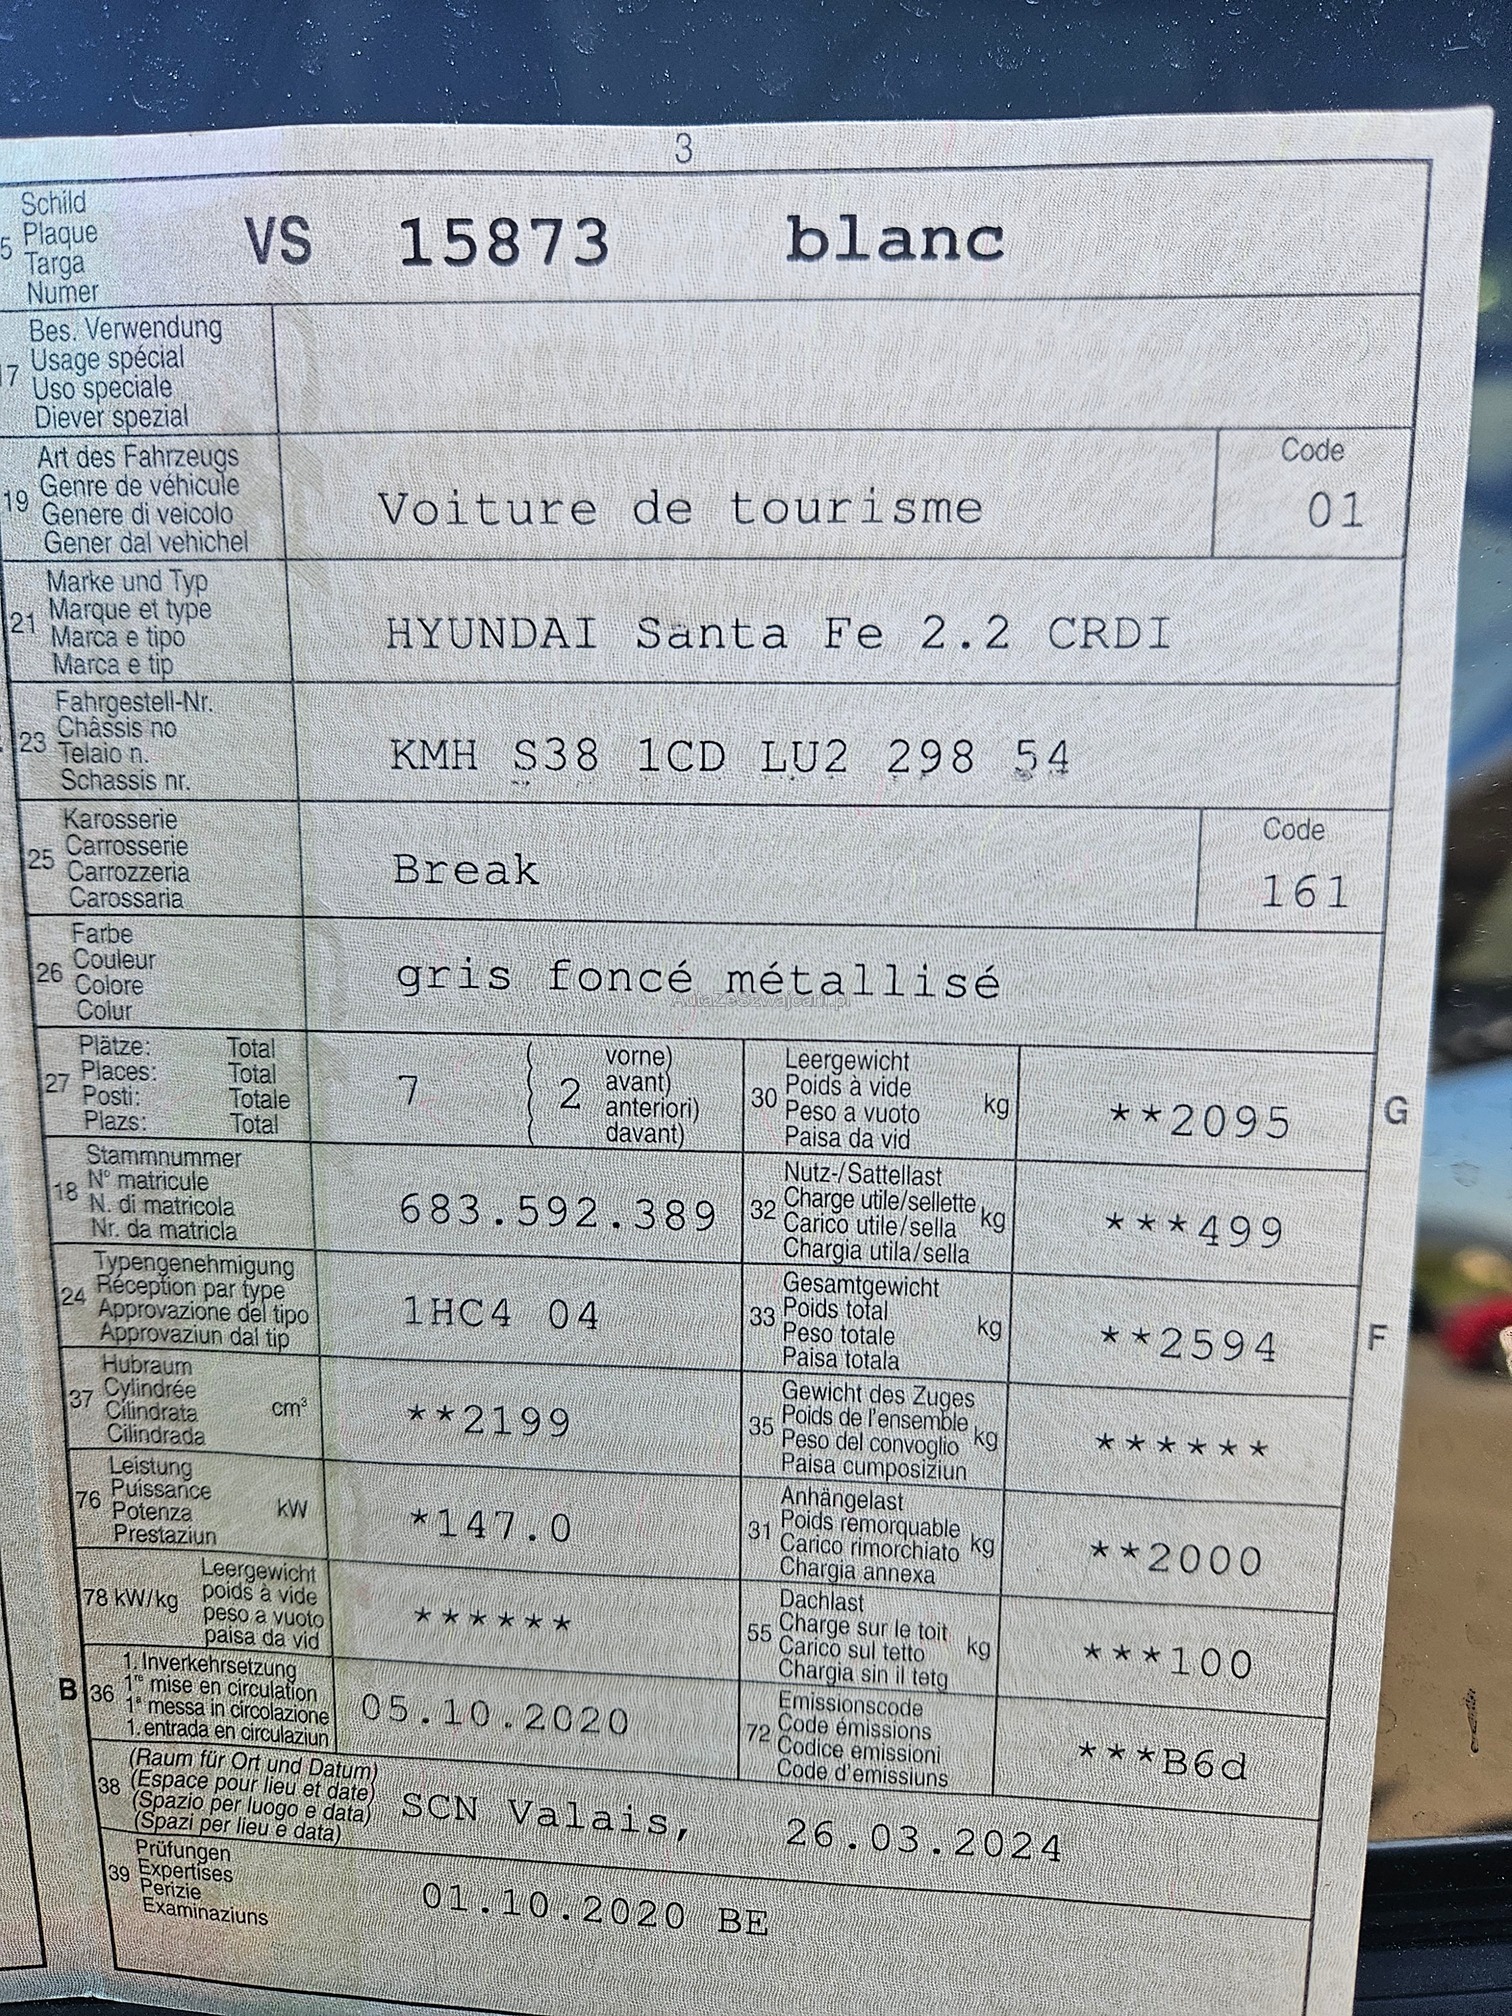 3
15 Schild
Plaque
Targa
Numer
VS 15873 blanc
17 Bes. Verwendung
Usage spécial
Uso speciale
Diever spezial
19 Art des Fahrzeugs
Genre de véhicule
Genere di veicolo
Gener dal vehichel
Voiture de tourisme
Code
01
21 Marke und Typ
Marque et type
Marca e tipo
Marca e tip
HYUNDAI Santa Fe 2.2 CRDI
23 Fahrgestell-Nr.
Châssis no
Telaio n.
Schassis nr.
KMH S38 1CD LU2 298 54
25 Karosserie
Carrosserie
Carrozzeria
Carossaria
Break
Code
161
26 Farbe
Couleur
Colore
Colur
gris foncé métallisé
AutaZeSzwajcarii.pl
27 Plätze: Total
Places: Total
Posti: Totale
Plazs: Total
7
2
vorne)
avant)
anteriori)
davant)
30 Leergewicht
Poids à vide
Peso a vuoto
Paisa da vid
kg
**2095
G
18 Stammnummer
N° matricule
N. di matricola
Nr. da matricla
683.592.389
32 Nutz-/Sattellast
Charge utile/sellette
Carico utile/sella
Chargia utila/sella
kg
***499
24 Typengenehmigung
Réception par type
Approvazione del tipo
Approvaziun dal tip
1HC4 04
33 Gesamtgewicht
Poids total
Peso totale
Paisa totala
kg
**2594
F
37 Hubraum
Cylindrée
Cilindrata
Cilindrada
cm³
**2199
35 Gewicht des Zuges
Poids de l'ensemble
Peso del convoglio
Paisa cumposiziun
kg
******
76 Leistung
Puissance
Potenza
Prestaziun
kW
*147.0
31 Anhängelast
Poids remorquable
Carico rimorchiato
Chargia annexa
kg
**2000
78 kW/kg
Leergewicht
poids à vide
peso a vuoto
paisa da vid
******
55 Dachlast
Charge sur le toit
Carico sul tetto
Chargia sin il tetg
kg
***100
B
36 1. Inverkehrsetzung
1re mise en circulation
1a messa in circolazione
1. entrada en circulaziun
05.10.2020
72 Emissionscode
Code émissions
Codice emissioni
Code d'emissiuns
***B6d
38 (Raum für Ort und Datum)
(Espace pour lieu et date)
(Spazio per luogo e data)
(Spazi per lieu e data)
SCN Valais, 26.03.2024
39 Prüfungen
Expertises
Perizie
Examinaziuns
01.10.2020 BE